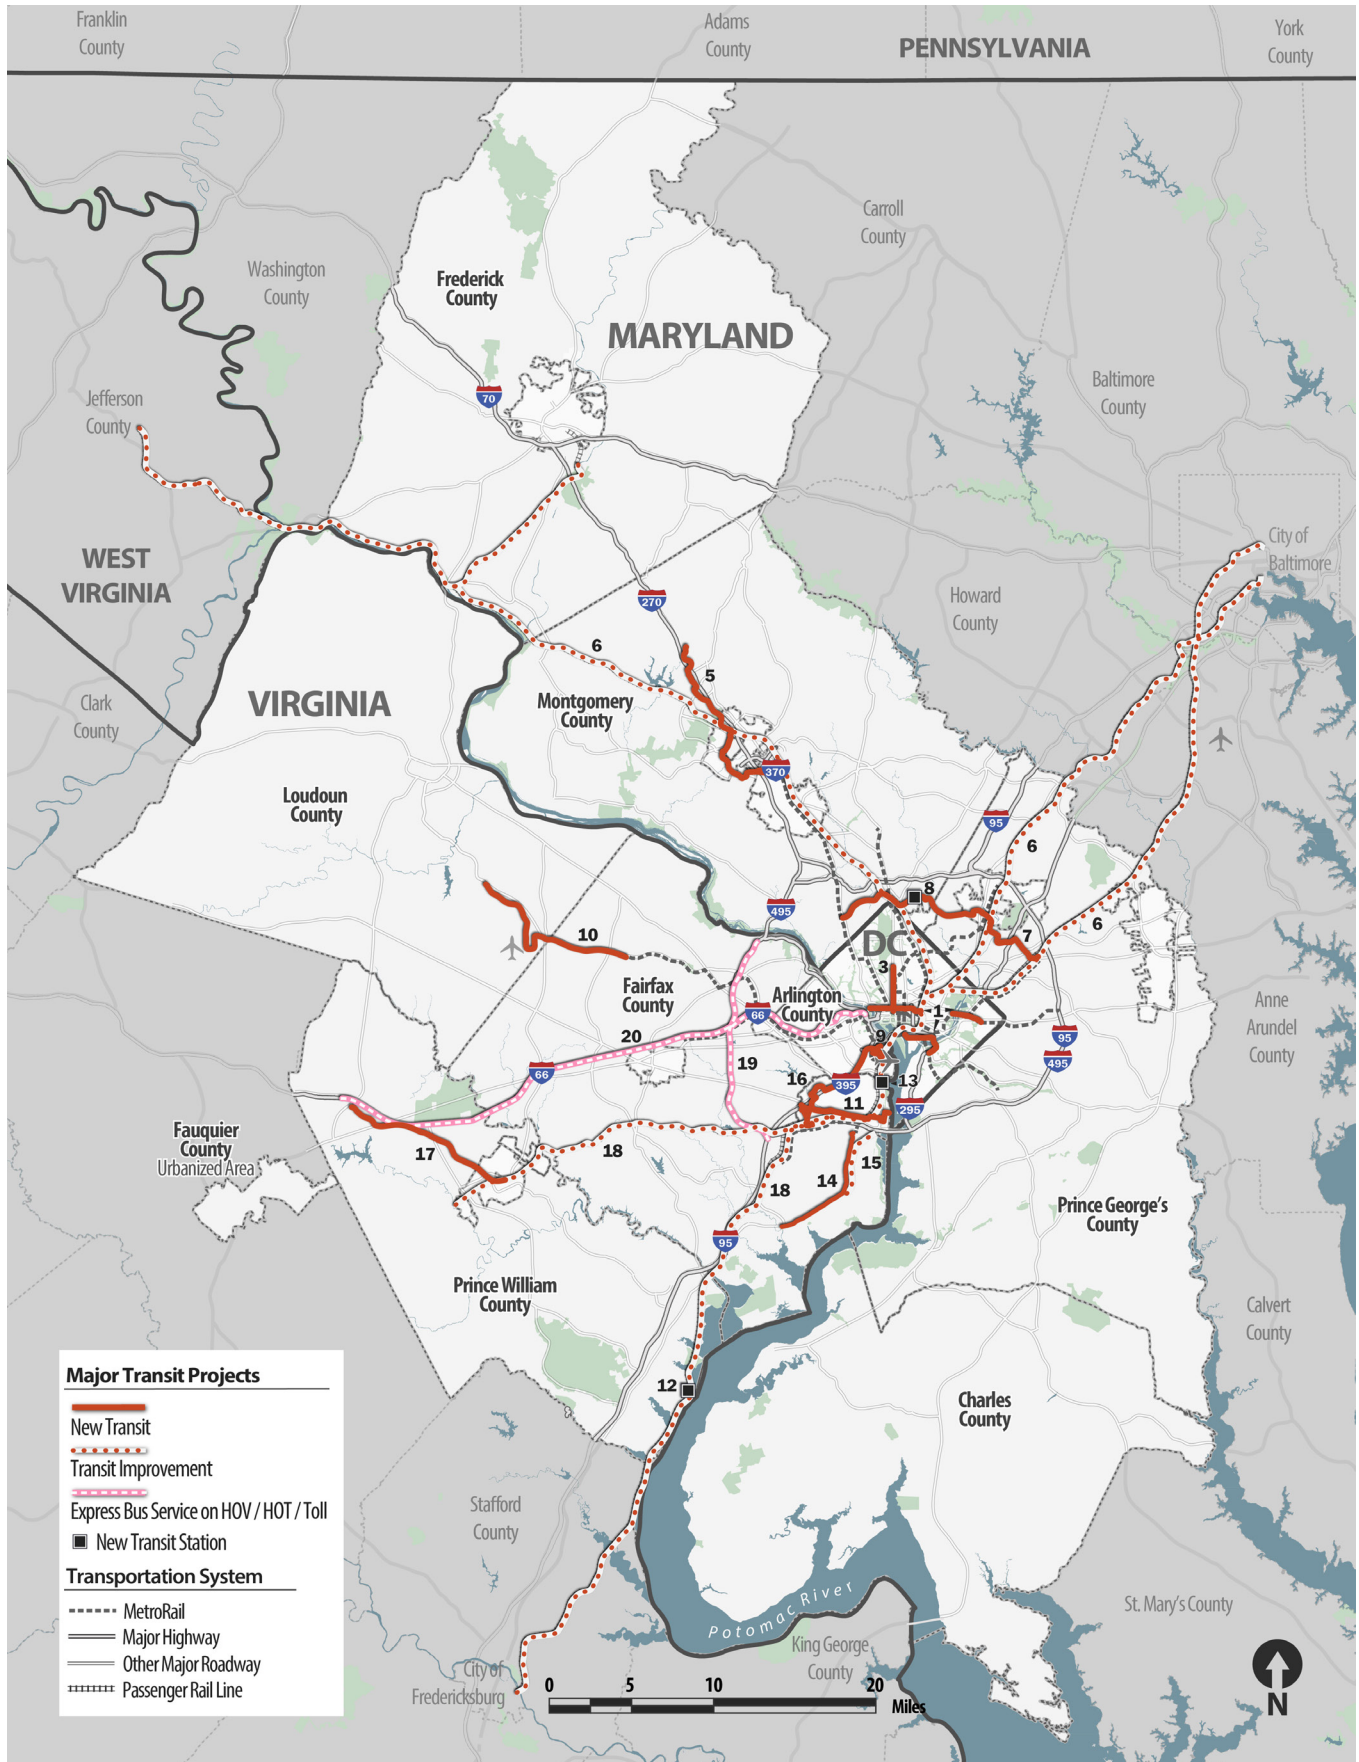 Franklin
County
Adams
County
PENNSYLVANIA
York
County
Carroll
County
Washington
County
Frederick
County
MARYLAND
Baltimore
County
Jefferson
County
70
City of
Baltimore
WEST
VIRGINIA
Howard
County
270
6
5
Clark
County
VIRGINIA
Montgomery
County
370
Loudoun
County
95
6
8
495
6
10
7
DC
3
Fairfax
County
Arlington
County
Anne
Arundel
County
66
1
20
9
95
495
19
66
16
395
13
11
295
Fauquier
County
Urbanized Area
17
18
15
14
18
Prince George's
County
95
Prince William
County
Calvert
County
12
Charles
County
Major Transit Projects
New Transit
Transit Improvement
Express Bus Service on HOV / HOT / Toll
New Transit Station
Transportation System
MetroRail
Major Highway
Other Major Roadway
Passenger Rail Line
Stafford
County
Potomac River
St. Mary's County
King George
County
City of
Fredericksburg
0 5 10 20
Miles
N